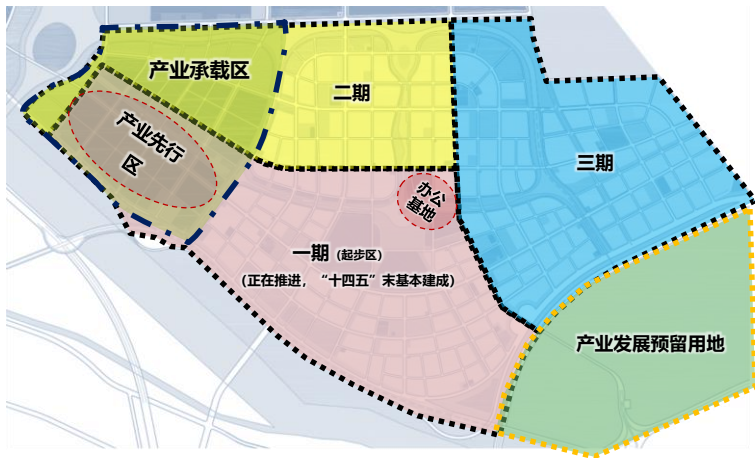 产业承载区
二期
产业先行
区
三期
办公
基地
一期（起步区）
（正在推进，“十四五”末基本建成）
产业发展预留用地